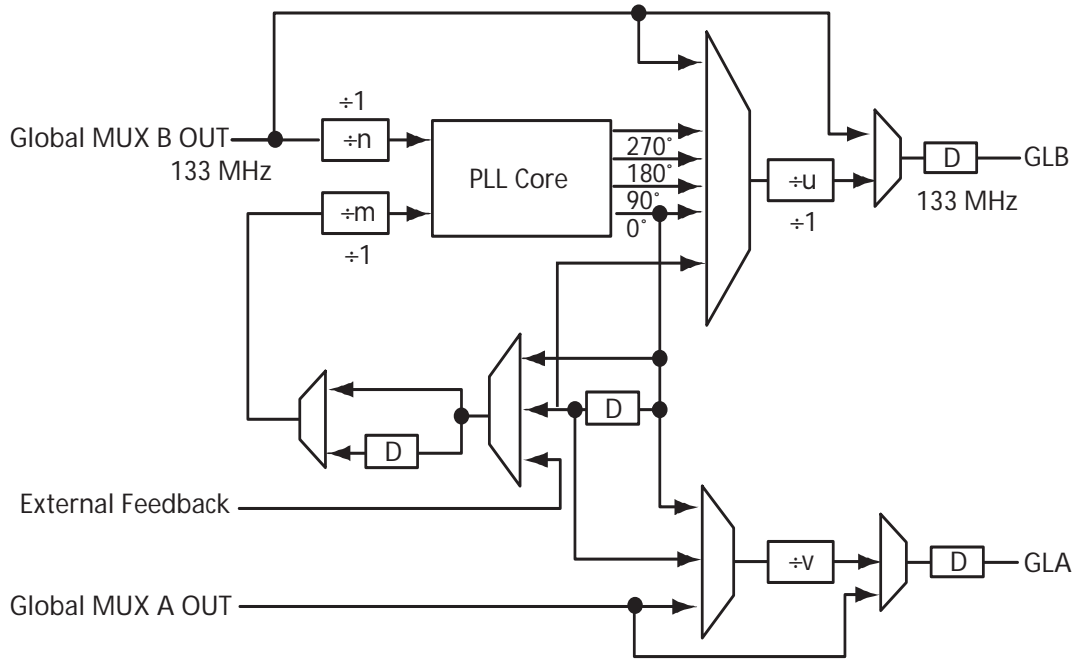 ÷1
Global MUX B OUT
÷n
133 MHz
PLL Core
270˚
180˚
90˚
0˚
÷u
÷1
D
GLB
133 MHz
÷m
÷1
D
D
External Feedback
÷v
D
GLA
Global MUX A OUT